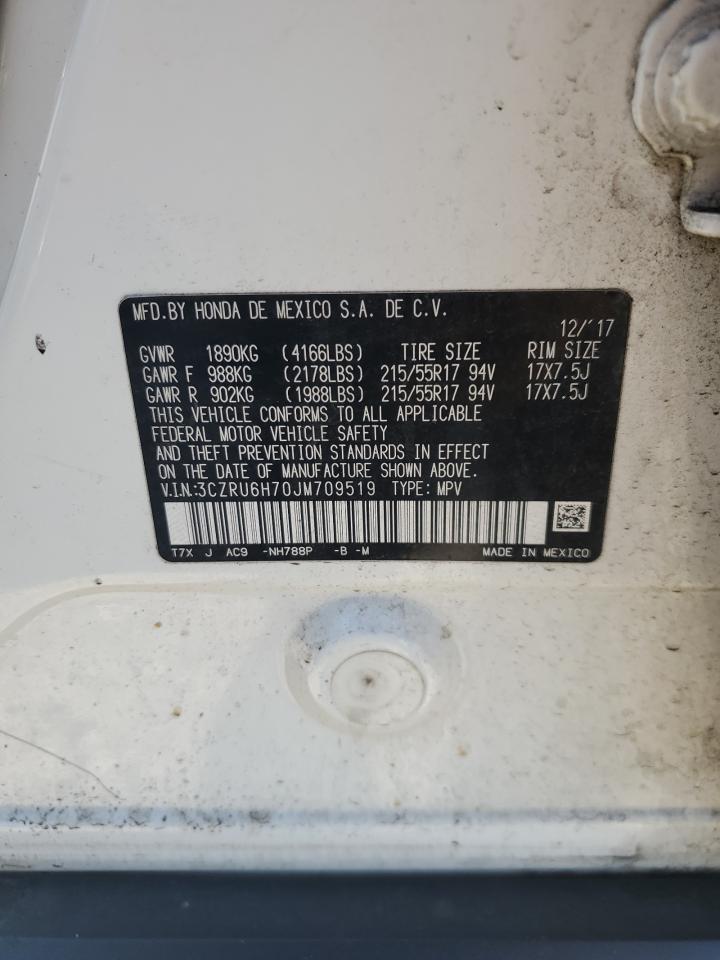 MFD.BY HONDA DE MEXICO S.A. DE C.V.
12/'17
GVWR 1890KG (4166LBS) TIRE SIZE RIM SIZE
GAWR F 988KG (2178LBS) 215/55R17 94V 17X7.5J
GAWR R 902KG (1988LBS) 215/55R17 94V 17X7.5J
THIS VEHICLE CONFORMS TO ALL APPLICABLE
FEDERAL MOTOR VEHICLE SAFETY
AND THEFT PREVENTION STANDARDS IN EFFECT
ON THE DATE OF MANUFACTURE SHOWN ABOVE.
V.I.N:3CZRU6H70JM709519 TYPE: MPV
T7X J AC9 -NH788P -B -M MADE IN MEXICO